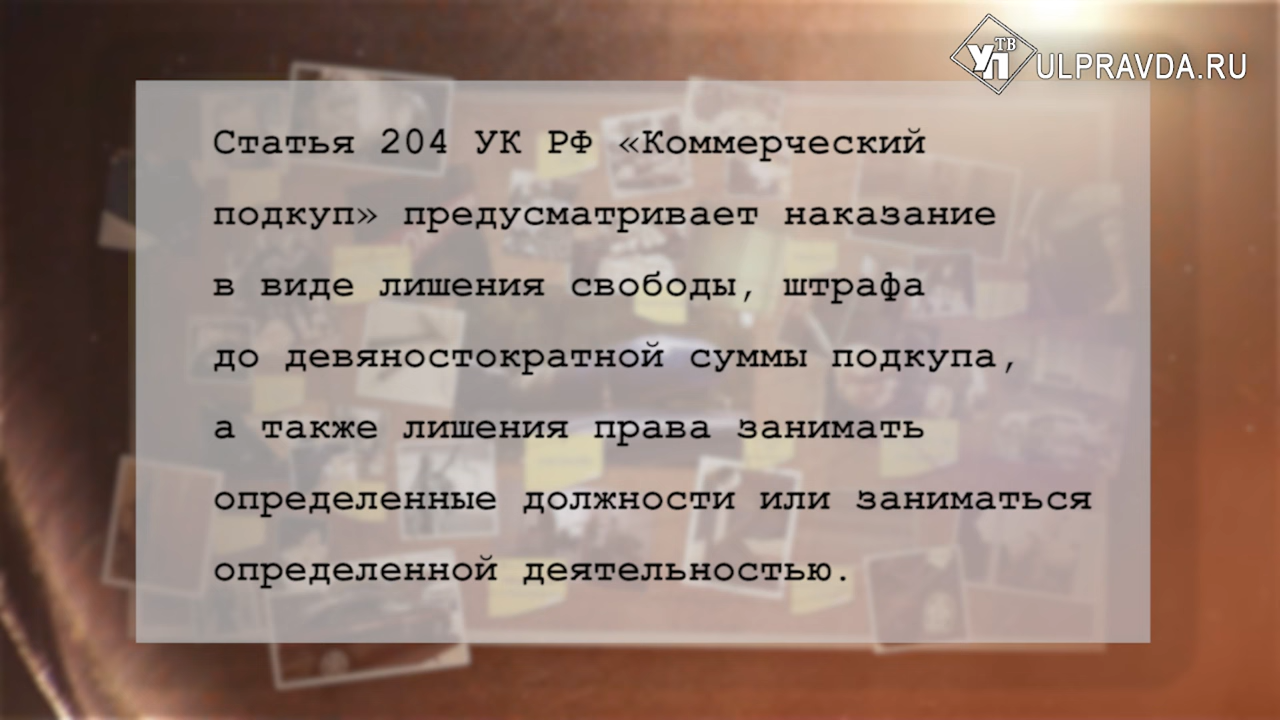 УП ТВ ULPRAVDA.RU
Статья 204 УК РФ «Коммерческий
подкуп» предусматривает наказание
в виде лишения свободы, штрафа
до девяностократной суммы подкупа,
а также лишения права занимать
определенные должности или заниматься
определенной деятельностью.